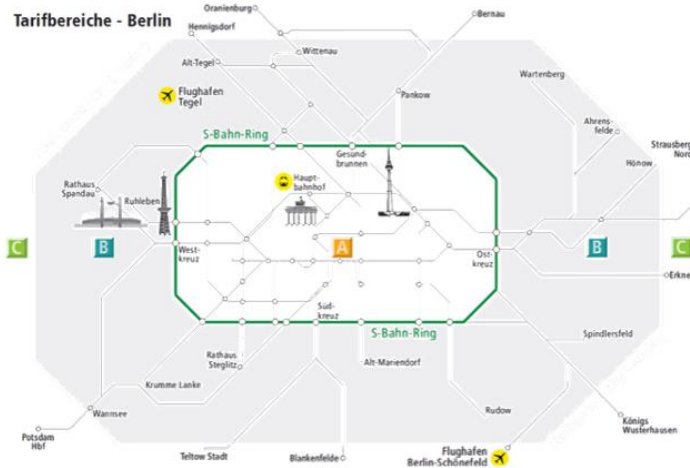 Tarifbereiche - Berlin
Oranienburg
Hennigsdorf
Bernau
Wittenau
Alt-Tegel
Flughafen
Tegel
Pankow
Wartenberg
Ahrens-
felde
Strausberg
Nord
Hönow
S-Bahn-Ring
Gesund-
brunnen
Haupt-
bahnhof
Rathaus
Spandau
Ruhleben
C
B
A
B
C
West-
kreuz
Ost-
kreuz
Erkne
Süd-
kreuz
S-Bahn-Ring
Spindlersfeld
Rathaus
Steglitz
Alt-Mariendorf
Krumme Lanke
Wannsee
Rudow
Königs
Wusterhausen
Potsdam
Hbf
Teltow Stadt
Blankenfelde
Flughafen
Berlin-Schönefeld